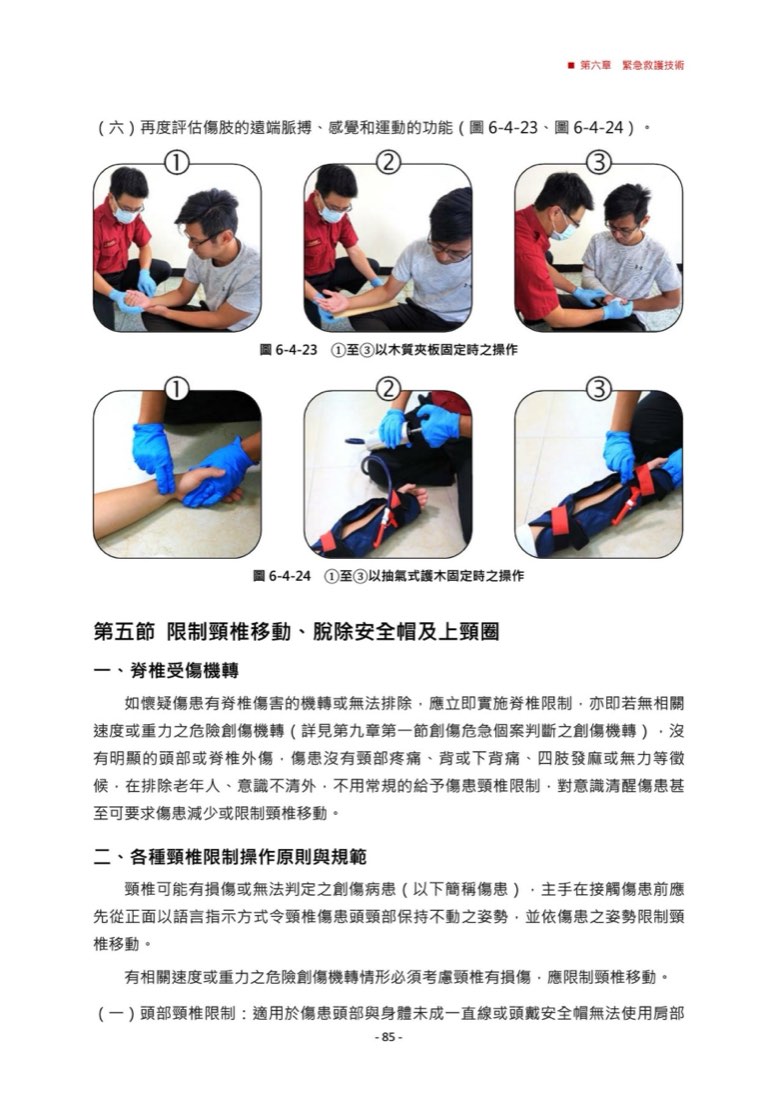 ■ 第六章　緊急救護技術
（六）再度評估傷肢的遠端脈搏、感覺和運動的功能（圖 6-4-23、圖 6-4-24）。
① ② ③
圖 6-4-23　①至③以木質夾板固定時之操作
① ② ③
圖 6-4-24　①至③以抽氣式護木固定時之操作
第五節 限制頸椎移動、脫除安全帽及上頸圈
一、脊椎受傷機轉
如懷疑傷患有脊椎傷害的機轉或無法排除，應立即實施脊椎限制，亦即若無相關
速度或重力之危險創傷機轉（詳見第九章第一節創傷危急個案判斷之創傷機轉），沒
有明顯的頭部或脊椎外傷，傷患沒有頸部疼痛、背或下背痛、四肢發麻或無力等徵
候，在排除老年人、意識不清外，不用常規的給予傷患頸椎限制，對意識清醒傷患甚
至可要求傷患減少或限制頸椎移動。
二、各種頸椎限制操作原則與規範
頸椎可能有損傷或無法判定之創傷病患（以下簡稱傷患），主手在接觸傷患前應
先從正面以語言指示方式令頸椎傷患頭頸部保持不動之姿勢，並依傷患之姿勢限制頸
椎移動。
有相關速度或重力之危險創傷機轉情形必須考慮頸椎有損傷，應限制頸椎移動。
（一）頭部頸椎限制：適用於傷患頭部與身體未成一直線或頭戴安全帽無法使用肩部
- 85 -